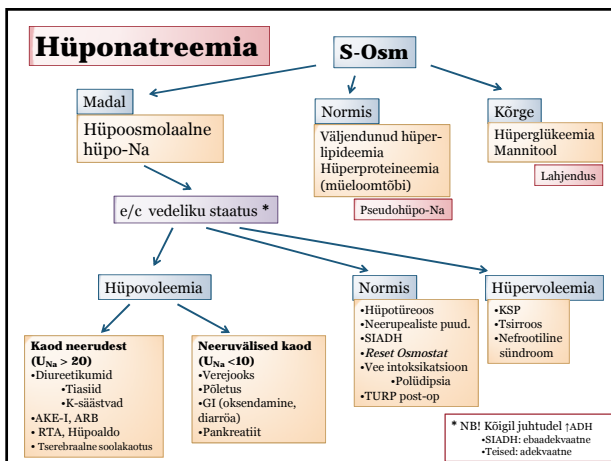 Hüponatreemia
S-Osm
Madal
Hüpoosmolaalne
hüpo-Na
Normis
Väljendunud hüper-
lipideemia
Hüperproteineemia
(müeloomtõbi)
Pseudohüpo-Na
Kõrge
Hüperglükeemia
Mannitool
Lahjendus
e/c vedeliku staatus *
Hüpovoleemia
Kaod neerudest
(UNa > 20)
•Diureetikumid
•Tiasiid
•K-säästvad
•AKE-I, ARB
•RTA, Hüpoaldo
•Tserebraalne soolakaotus
Neeruvälised kaod
(UNa <10)
•Verejooks
•Põletus
•GI (oksendamine,
diarröa)
•Pankreatiit
Normis
•Hüpotüreoos
•Neerupealiste puud.
•SIADH
•Reset Osmostat
•Vee intoksikatsioon
•Polüdipsia
•TURP post-op
Hüpervoleemia
•KSP
•Tsirroos
•Nefrootiline
sündroom
* NB! Kõigil juhtudel ↑ADH
•SIADH: ebaadekvaatne
•Teised: adekvaatne